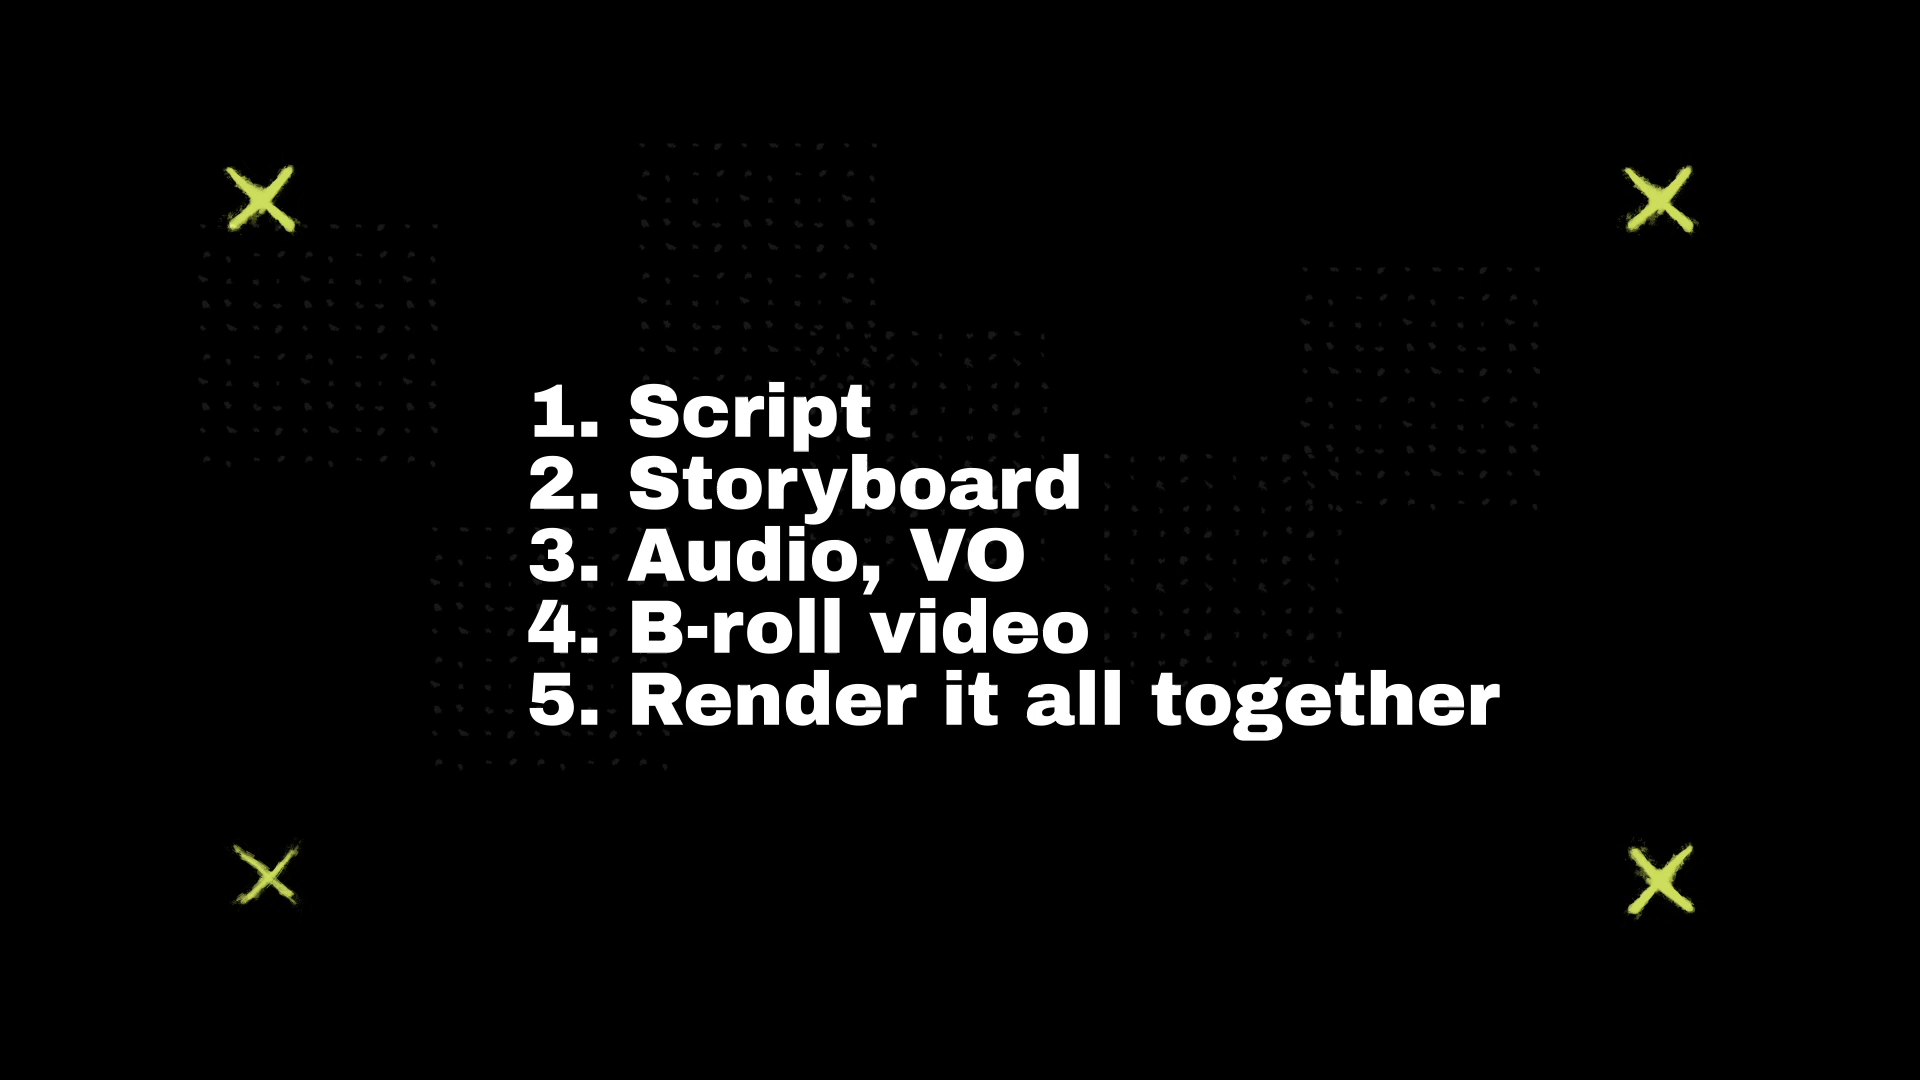 1. Script
2. Storyboard
3. Audio, VO
4. B-roll video
5. Render it all together